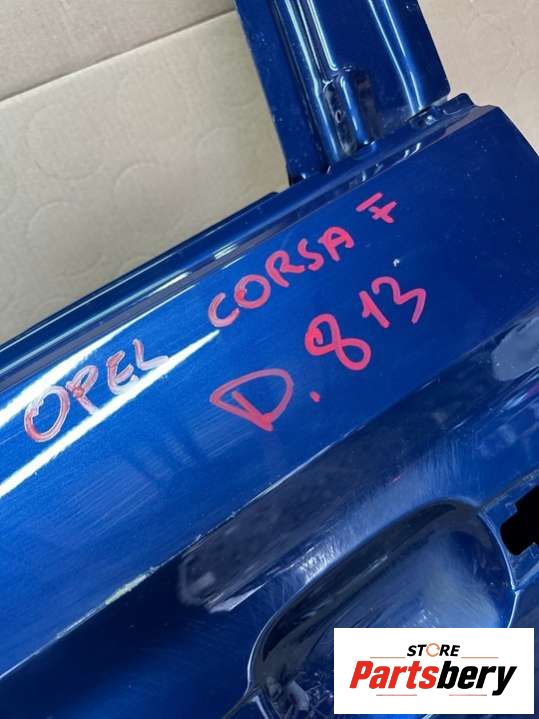 OPEL CORSA F
D.813
STORE
Partsbery